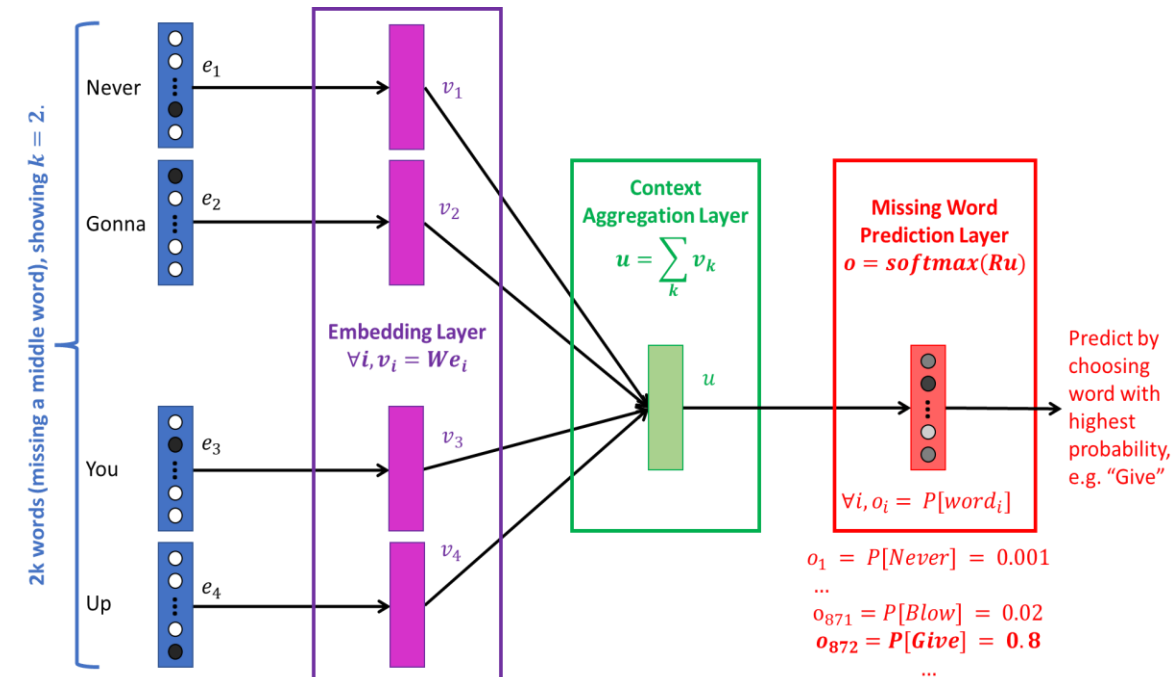 2k words (missing a middle word), showing k = 2.
Never
e₁
v₁
Gonna
e₂
v₂
You
e₃
v₃
Up
e₄
v₄
Embedding Layer
∀i, vᵢ = Weᵢ
Context
Aggregation Layer
u = ∑ₖ vₖ
u
Missing Word
Prediction Layer
o = softmax(Ru)
∀i, oᵢ = P[wordᵢ]
o₁ = P[Never] = 0.001
...
o₈₇₁ = P[Blow] = 0.02
o₈₇₂ = P[Give] = 0.8
...
Predict by
choosing
word with
highest
probability,
e.g. “Give”